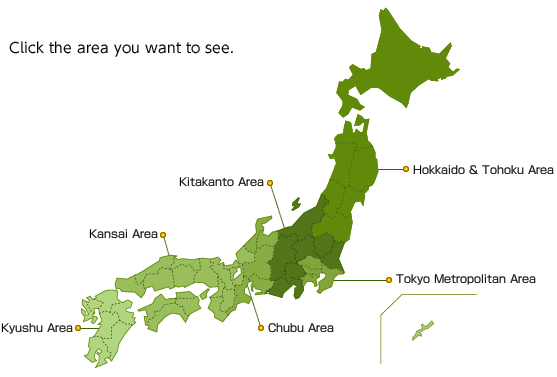 Click the area you want to see.
Hokkaido & Tohoku Area
Kitakanto Area
Kansai Area
Tokyo Metropolitan Area
Kyushu Area
Chubu Area